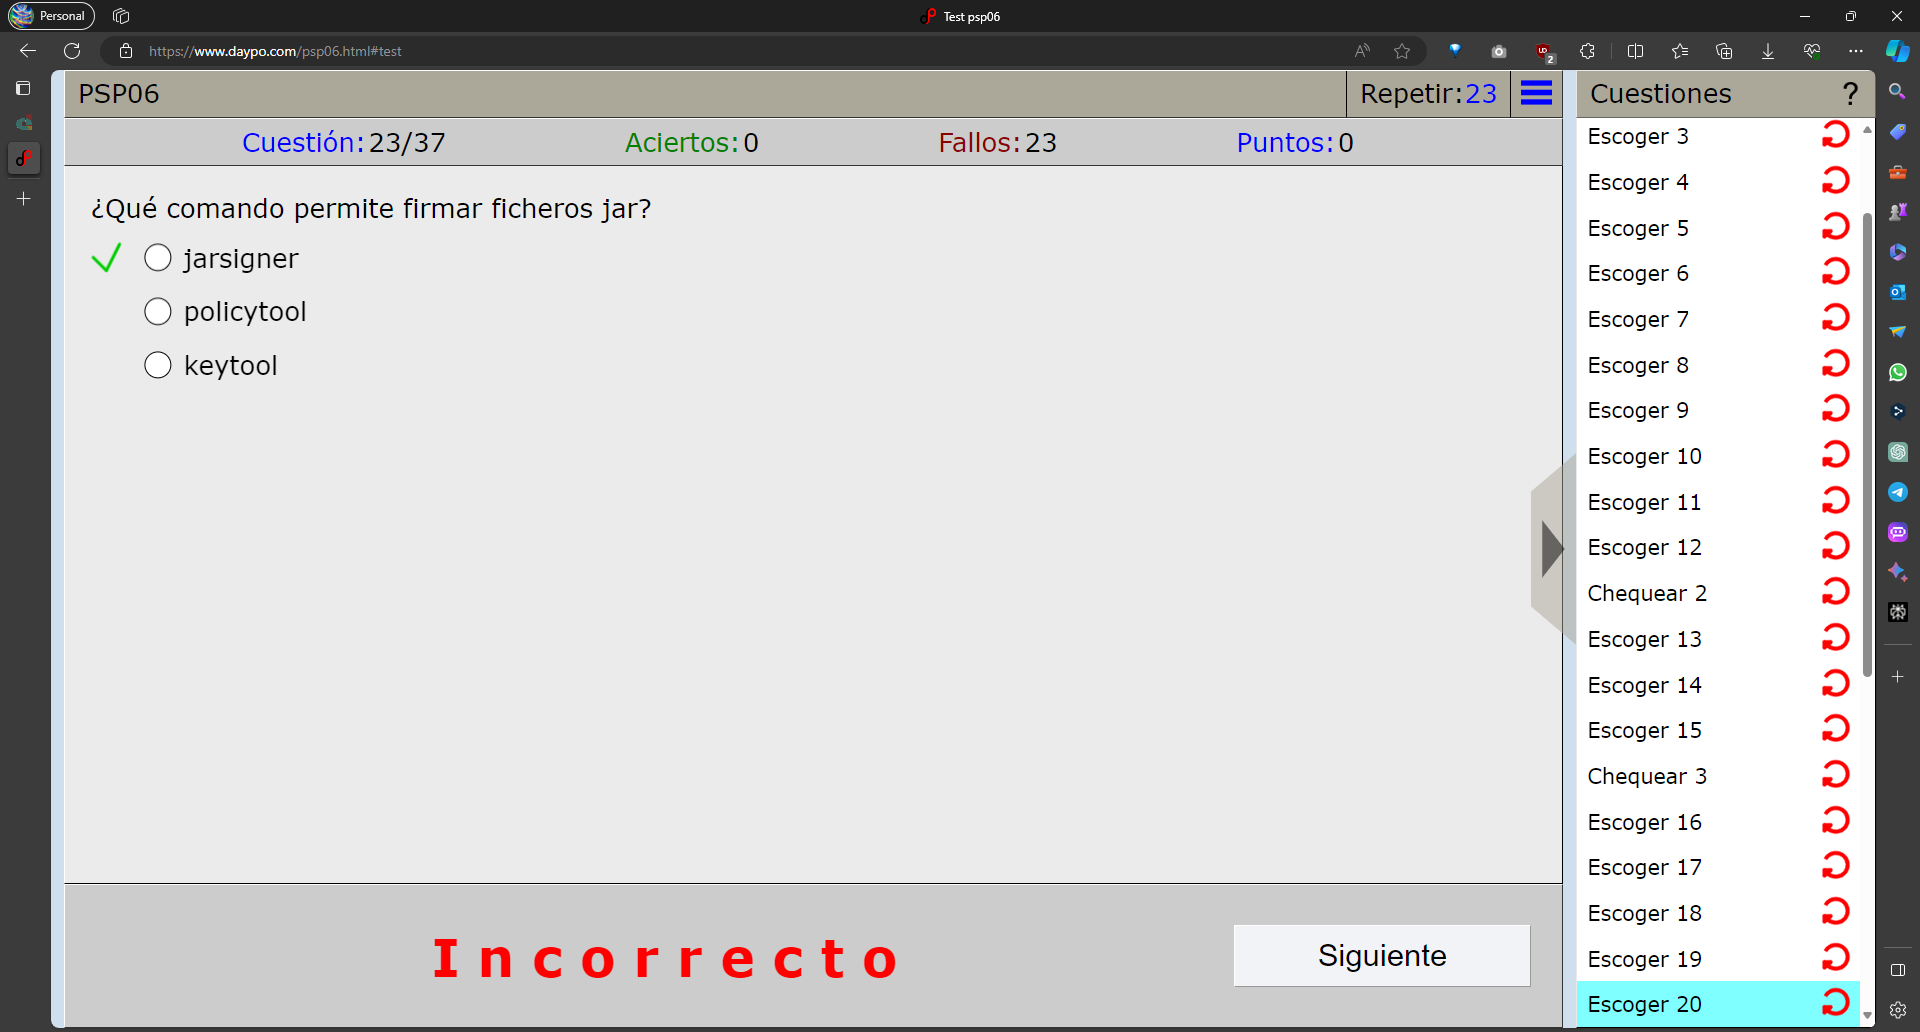 Personal
Test psp06
https://www.daypo.com/psp06.html#test
2
PSP06
Repetir:23
Cuestiones
?
Cuestión:23/37
Aciertos:0
Fallos:23
Puntos:0
¿Qué comando permite firmar ficheros jar?
jarsigner
policytool
keytool
Incorrecto
Siguiente
Escoger 3
Escoger 4
Escoger 5
Escoger 6
Escoger 7
Escoger 8
Escoger 9
Escoger 10
Escoger 11
Escoger 12
Chequear 2
Escoger 13
Escoger 14
Escoger 15
Chequear 3
Escoger 16
Escoger 17
Escoger 18
Escoger 19
Escoger 20